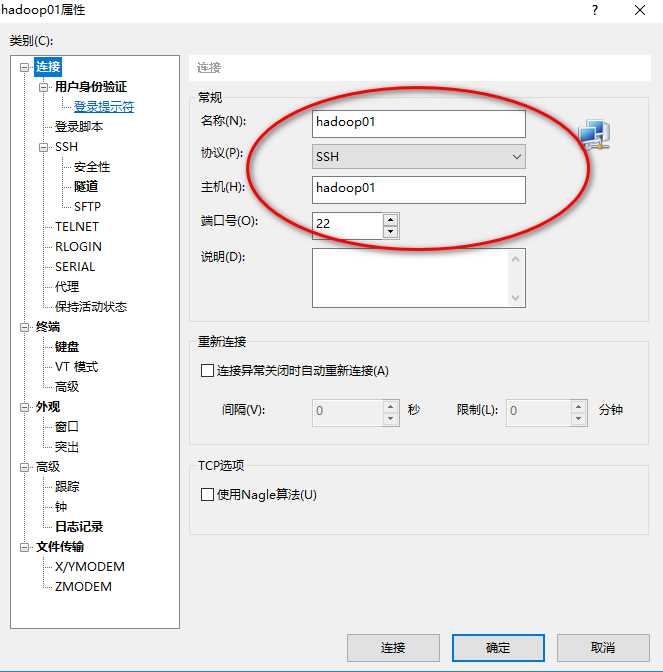 hadoop01属性
类别(C):
连接
用户身份验证
登录提示符
登录脚本
SSH
安全性
隧道
SFTP
TELNET
RLOGIN
SERIAL
代理
保持活动状态
终端
键盘
VT 模式
高级
外观
窗口
突出
高级
跟踪
钟
日志记录
文件传输
X/YMODEM
ZMODEM
连接
常规
名称(N): hadoop01
协议(P): SSH
主机(H): hadoop01
端口号(O): 22
说明(D):
重新连接
连接异常关闭时自动重新连接(A)
间隔(V): 0 秒 限制(L): 0 分钟
TCP选项
使用Nagle算法(U)
连接 确定 取消